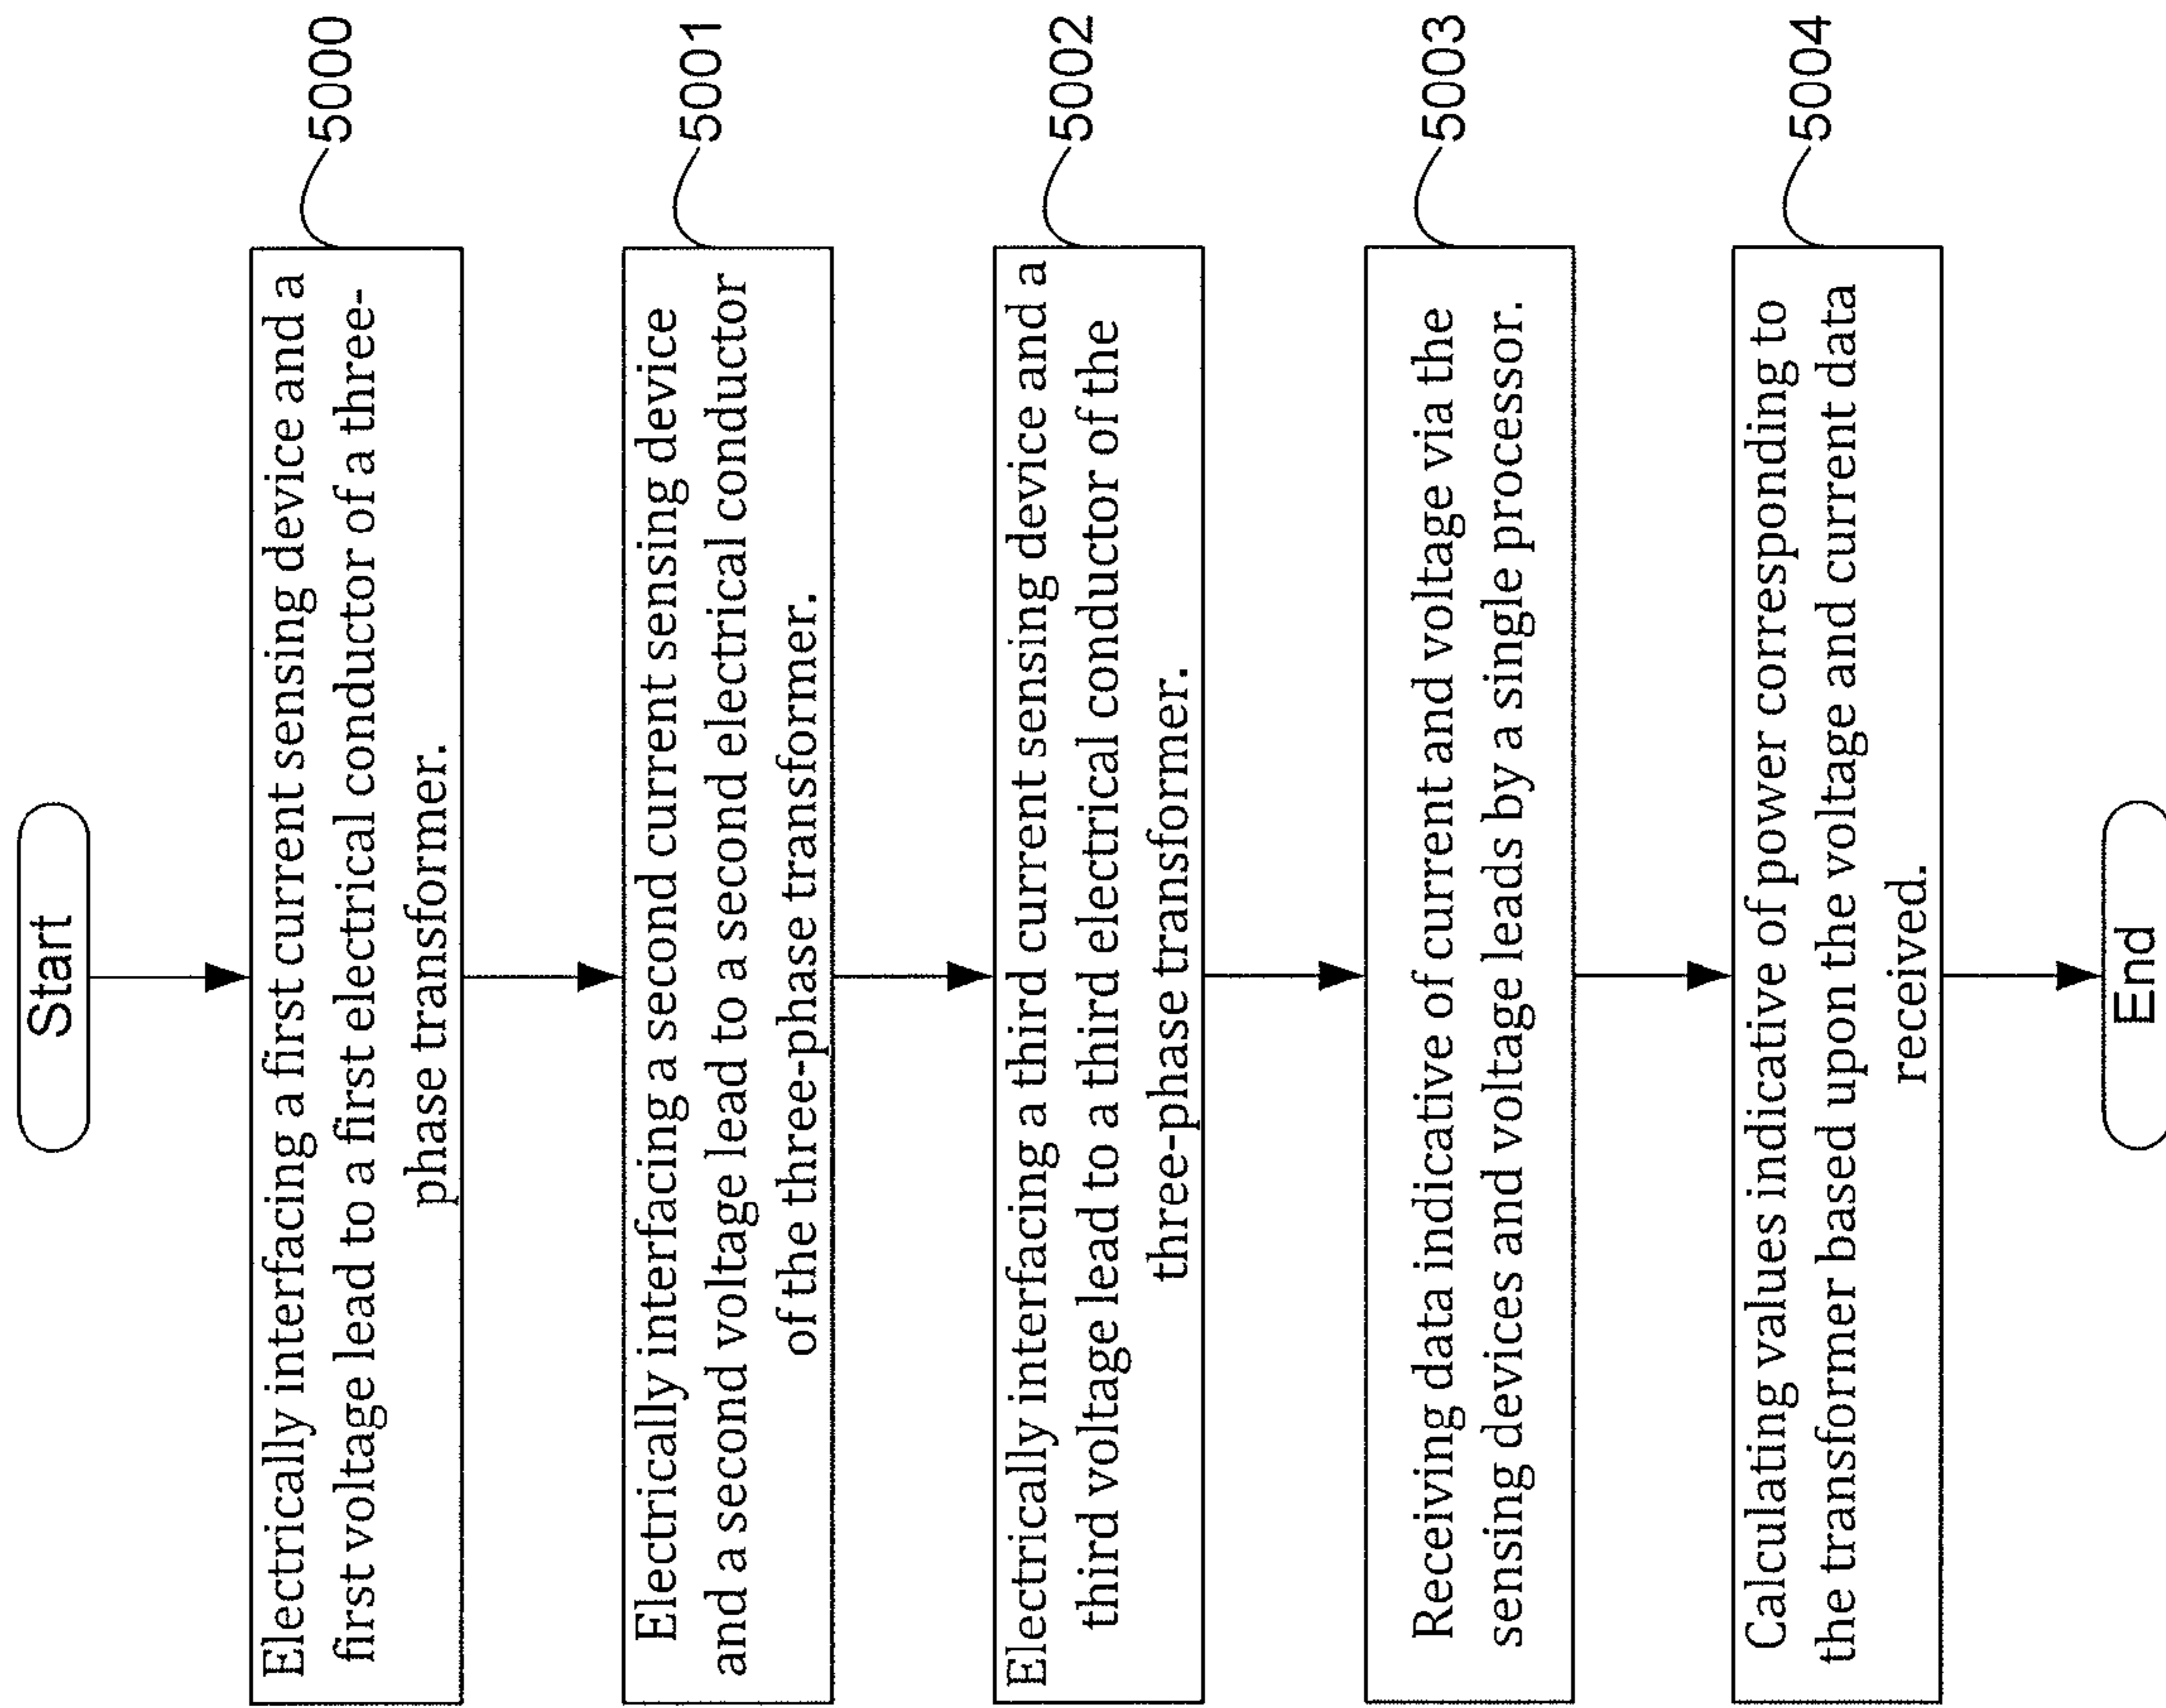 Start
Electrically interfacing a first current sensing device and a
first voltage lead to a first electrical conductor of a three-
phase transformer.
5000
Electrically interfacing a second current sensing device
and a second voltage lead to a second electrical conductor
of the three-phase transformer.
5001
Electrically interfacing a third current sensing device and a
third voltage lead to a third electrical conductor of the
three-phase transformer.
5002
Receiving data indicative of current and voltage via the
sensing devices and voltage leads by a single processor.
5003
Calculating values indicative of power corresponding to
the transformer based upon the voltage and current data
received.
5004
End